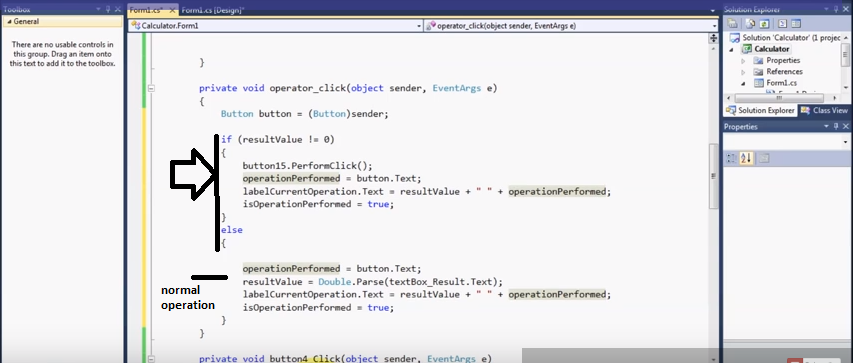 Toolbox
General
There are no usable controls in
this group. Drag an item onto
this text to add it to the toolbox.
Form1.cs*
Form1.cs [Design]*
Calculator.Form1
operator_click(object sender, EventArgs e)
}
private void operator_click(object sender, EventArgs e)
{
Button button = (Button)sender;
if (resultValue != 0)
{
button15.PerformClick();
operationPerformed = button.Text;
labelCurrentOperation.Text = resultValue + " " + operationPerformed;
isOperationPerformed = true;
}
else
{
operationPerformed = button.Text;
resultValue = Double.Parse(textBox_Result.Text);
labelCurrentOperation.Text = resultValue + " " + operationPerformed;
isOperationPerformed = true;
}
}
private void button4_Click(object sender, EventArgs e)
normal
operation
Solution Explorer
Solution 'Calculator' (1 projec
Calculator
Properties
References
Form1.cs
Solution Explorer
Class View
Properties